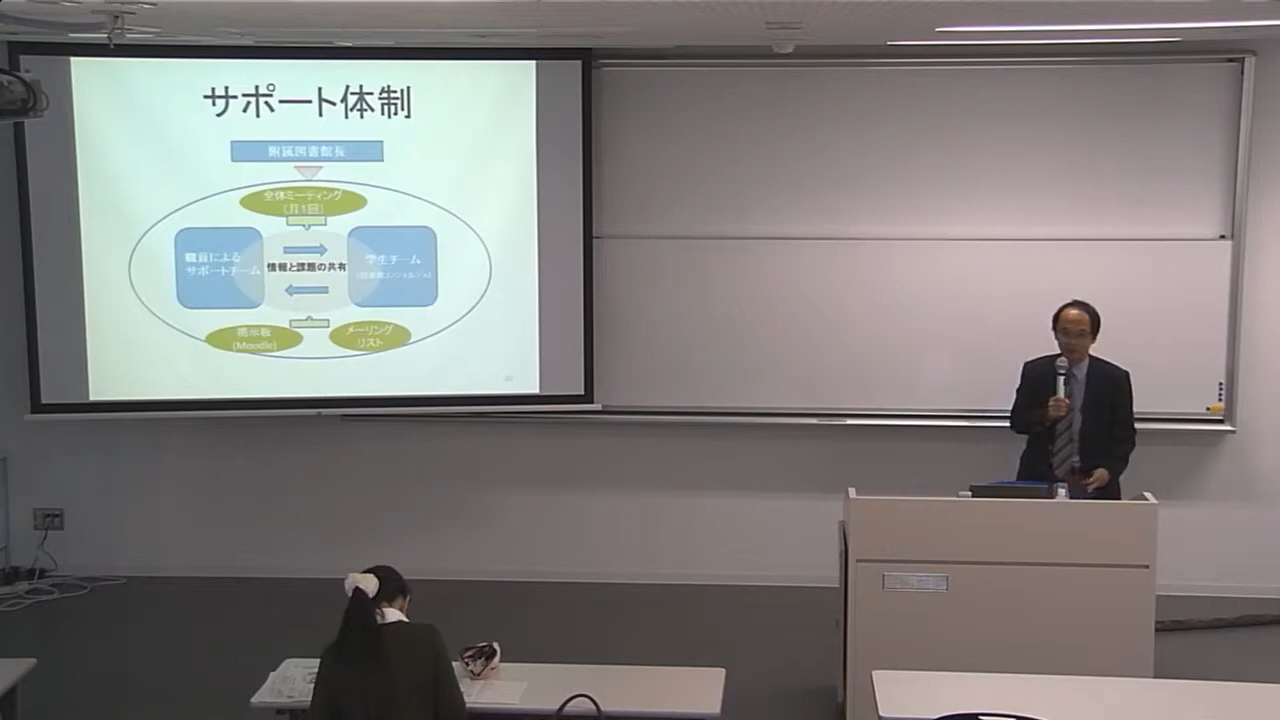 サポート体制
附属図書館長
全体ミーティング
(月1回)
職員による
サポートチーム
情報と課題の共有
学生チーム
掲示板
(Moodle)
メーリング
リスト